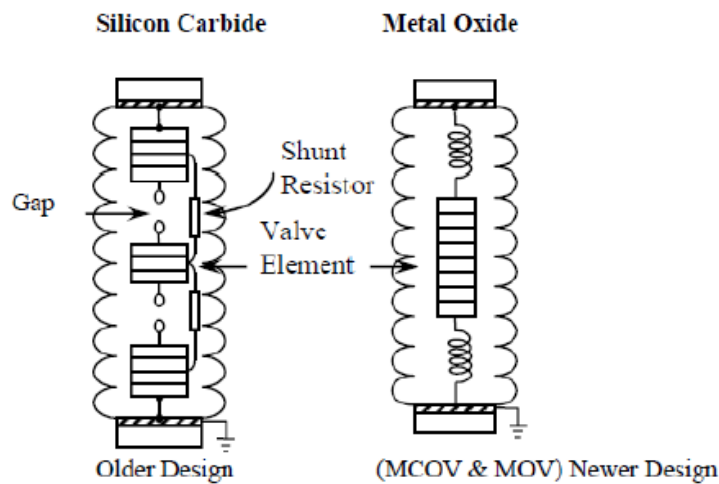 Silicon Carbide
Metal Oxide
Shunt
Resistor
Gap
Valve
Element
Older Design
(MCOV & MOV) Newer Design